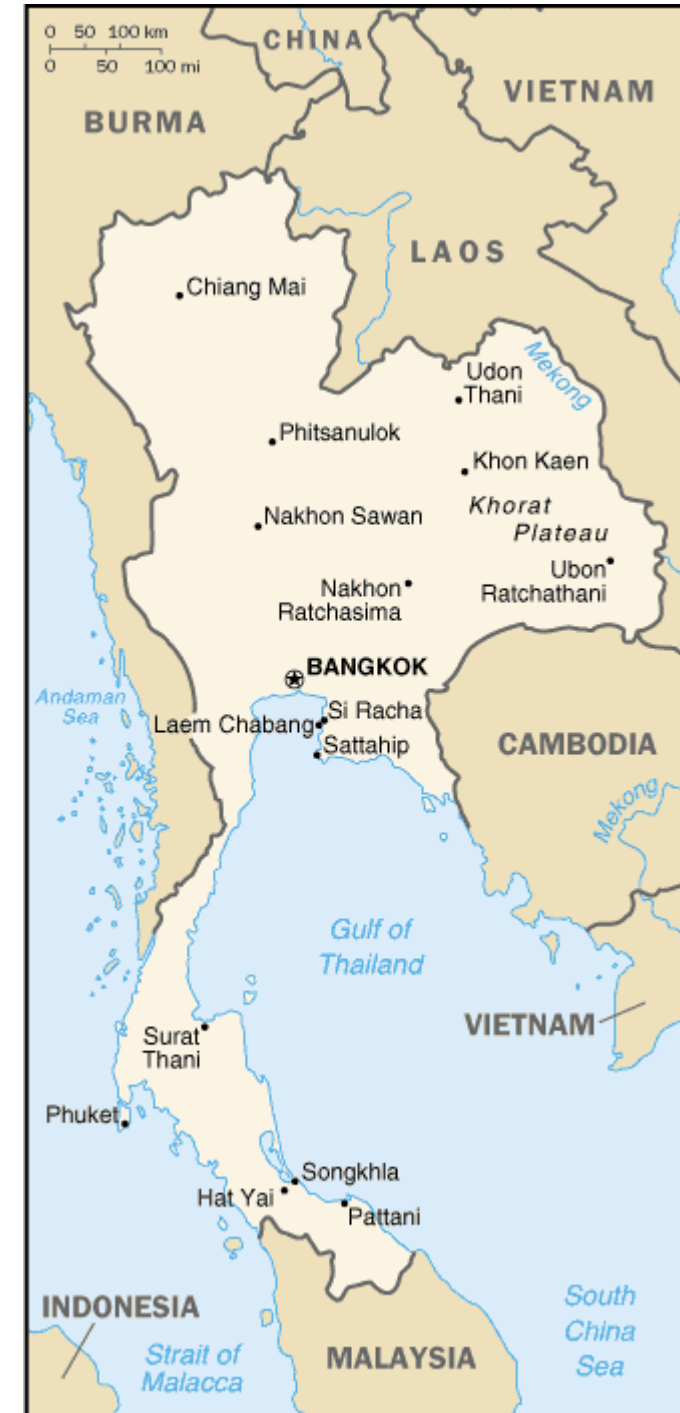 0 50 100 km
0 50 100 mi
CHINA
VIETNAM
BURMA
LAOS
Chiang Mai
Mekong
Udon
Thani
Phitsanulok
Khon Kaen
Khorat
Plateau
Nakhon Sawan
Ubon
Ratchathani
Nakhon
Ratchasima
BANGKOK
Andaman
Sea
Si Racha
Laem Chabang
Sattahip
CAMBODIA
Mekong
Gulf of
Thailand
VIETNAM
Surat
Thani
Phuket
Songkhla
Hat Yai
Pattani
INDONESIA
South
China
Sea
Strait of
Malacca
MALAYSIA